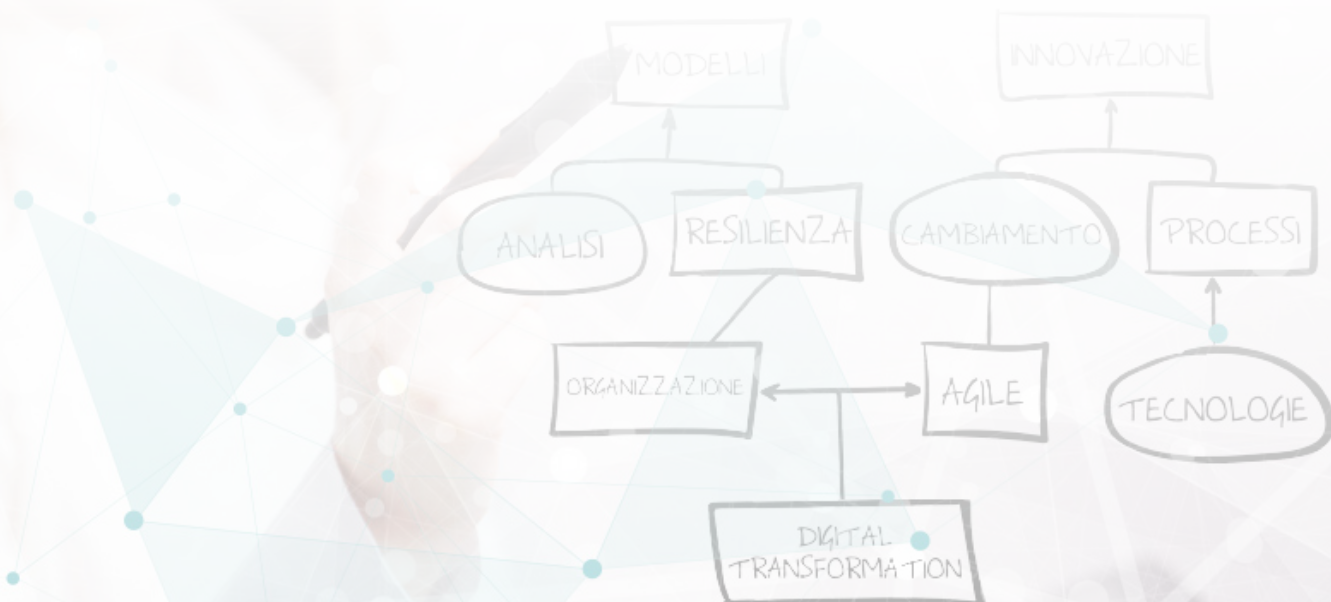 MODELLI
INNOVAZIONE
ANALISI
RESILIENZA
CAMBIAMENTO
PROCESSI
ORGANIZZAZIONE
AGILE
TECNOLOGIE
DIGITAL
TRANSFORMATION